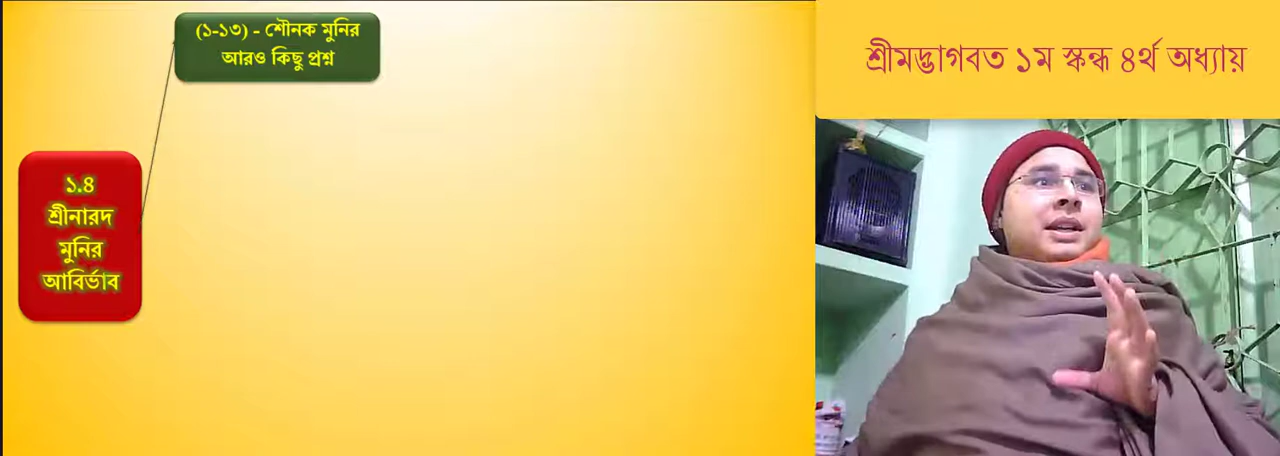 (১-১৩) - শৌনক মুনির
আরও কিছু প্রশ্ন
শ্রীমদ্ভাগবত ১ম স্কন্ধ ৪র্থ অধ্যায়
১.৪
শ্রীনারদ
মুনির
আবির্ভাব